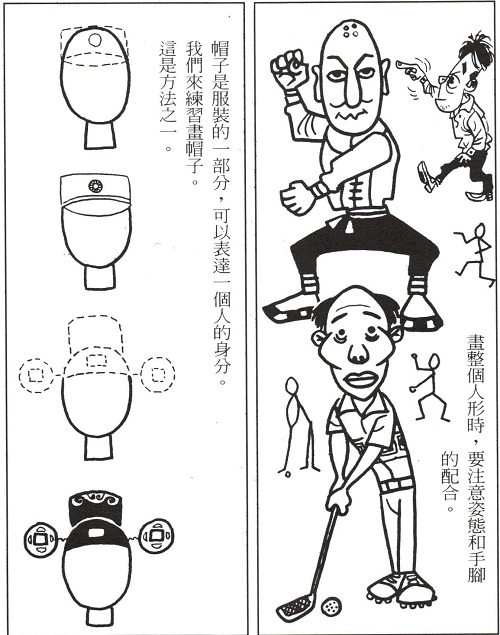 畫整個人形時，要注意姿態和手腳
的配合。
帽子是服裝的一部分，可以表達一個人的身分。
我們來練習畫帽子。
這是方法之一。